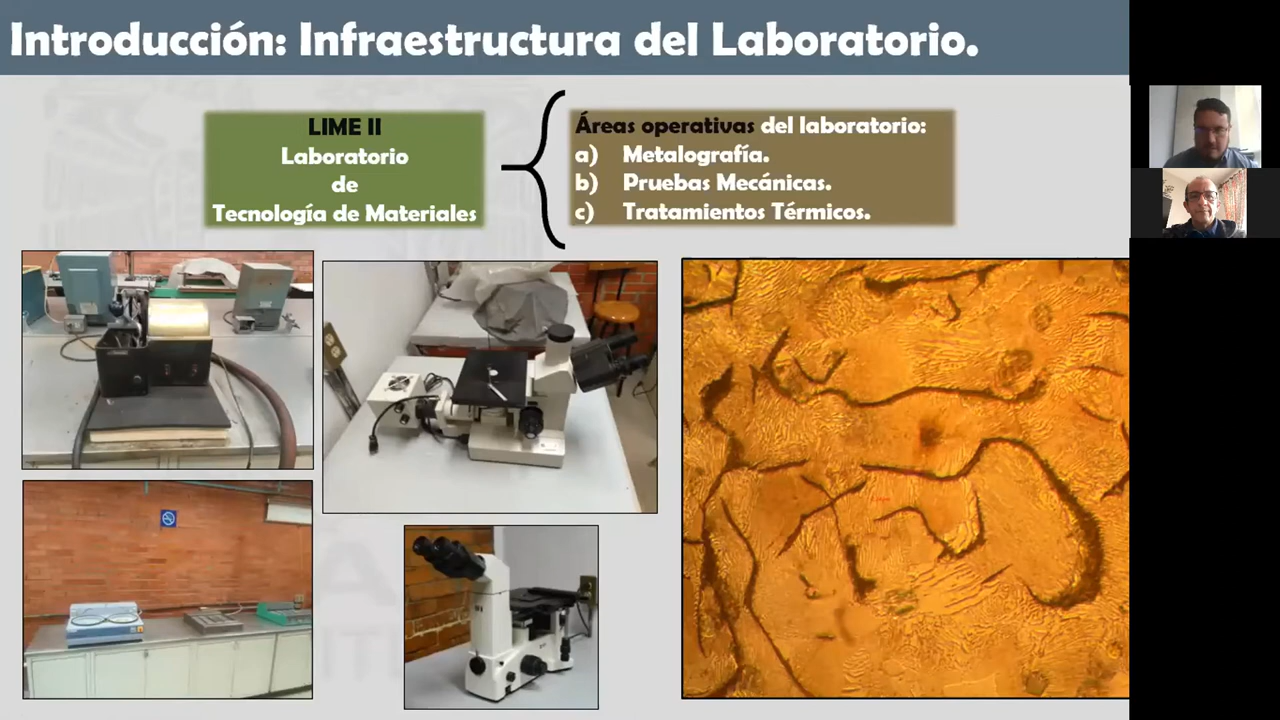 Introducción: Infraestructura del Laboratorio.
LIME II
Laboratorio
de
Tecnología de Materiales
Áreas operativas del laboratorio:
a) Metalografía.
b) Pruebas Mecánicas.
c) Tratamientos Térmicos.